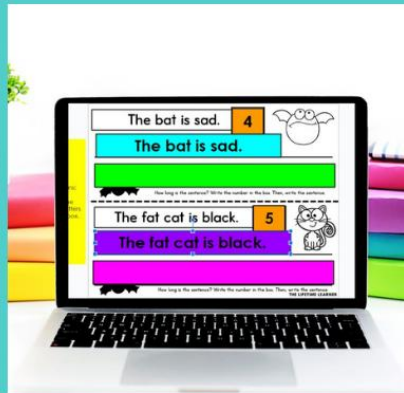 The bat is sad. 4
The bat is sad.
How long is the sentence? Write the number in the box. Then, write the sentence.
The fat cat is black. 5
The fat cat is black.
How long is the sentence? Write the number in the box. Then, write the sentence.
THE LIFETIME LEARNER